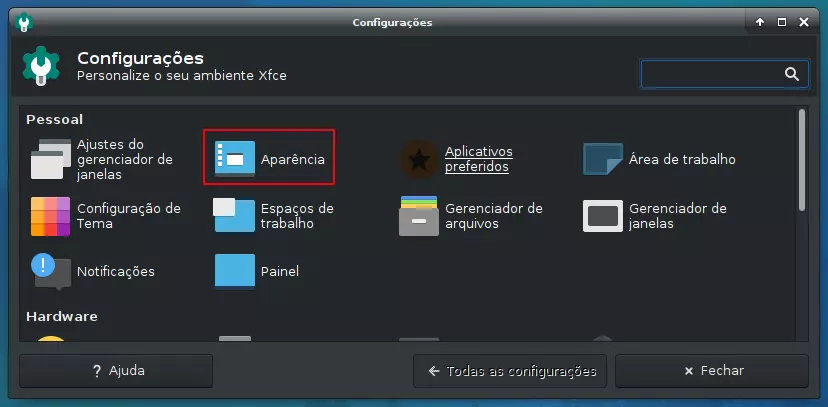 Configurações
Configurações
Personalize o seu ambiente Xfce
Pessoal
Ajustes do
gerenciador de
janelas
Aparência
Aplicativos
preferidos
Área de trabalho
Configuração de
Tema
Espaços de
trabalho
Gerenciador de
arquivos
Gerenciador de
janelas
Notificações
Painel
Hardware
? Ajuda
Todas as configurações
Fechar